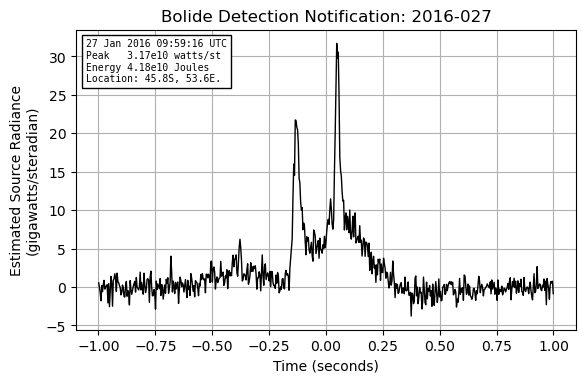 Bolide Detection Notification: 2016-027
27 Jan 2016 09:59:16 UTC
Peak   3.17e10 watts/st
Energy 4.18e10 Joules
Location: 45.8S, 53.6E.
Estimated Source Radiance
(gigawatts/steradian)
30
25
20
15
10
5
0
−5
−1.00 −0.75 −0.50 −0.25 0.00 0.25 0.50 0.75 1.00
Time (seconds)